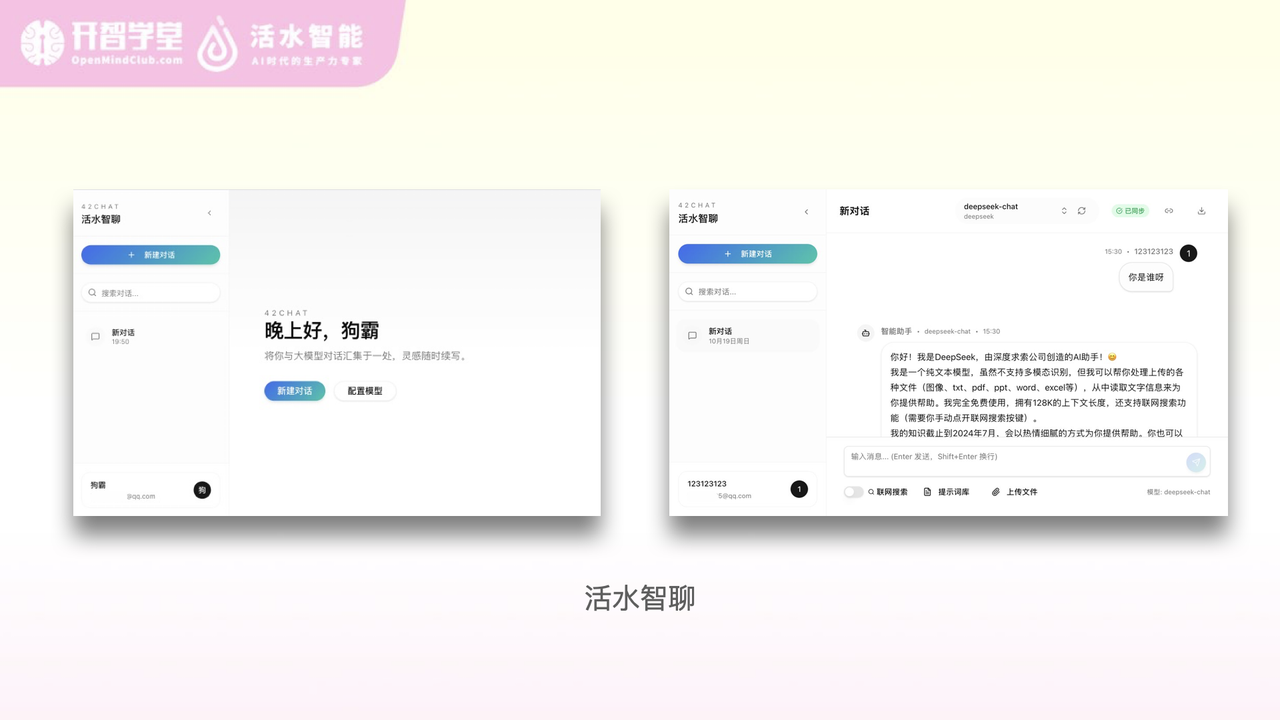 开智学堂
OpenMindClub.com
活水智能
AI时代的生产力专家
42CHAT
活水智聊
新建对话
搜索对话...
新对话
19:50
42CHAT
晚上好，狗霸
将你与大模型对话汇集于一处，灵感随时续写。
新建对话
配置模型
狗霸
@qq.com
狗
42CHAT
活水智聊
新建对话
搜索对话...
新对话
10月19日周日
123123123
5@qq.com
1
新对话
deepseek-chat
deepseek
已同步
15:30 • 123123123
1
你是谁呀
智能助手 • deepseek-chat • 15:30
你好！我是DeepSeek，由深度求索公司创造的AI助手！😊
我是一个纯文本模型，虽然不支持多模态识别，但我可以帮你处理上传的各
种文件（图像、txt、pdf、ppt、word、excel等），从中读取文字信息来为
你提供帮助。我完全免费使用，拥有128K的上下文长度，还支持联网搜索功
能（需要你手动点开联网搜索按键）。
我的知识截止到2024年7月，会以热情细腻的方式为你提供帮助。你也可以
输入消息... (Enter 发送，Shift+Enter 换行)
联网搜索
提示词库
上传文件
模型: deepseek-chat
活水智聊